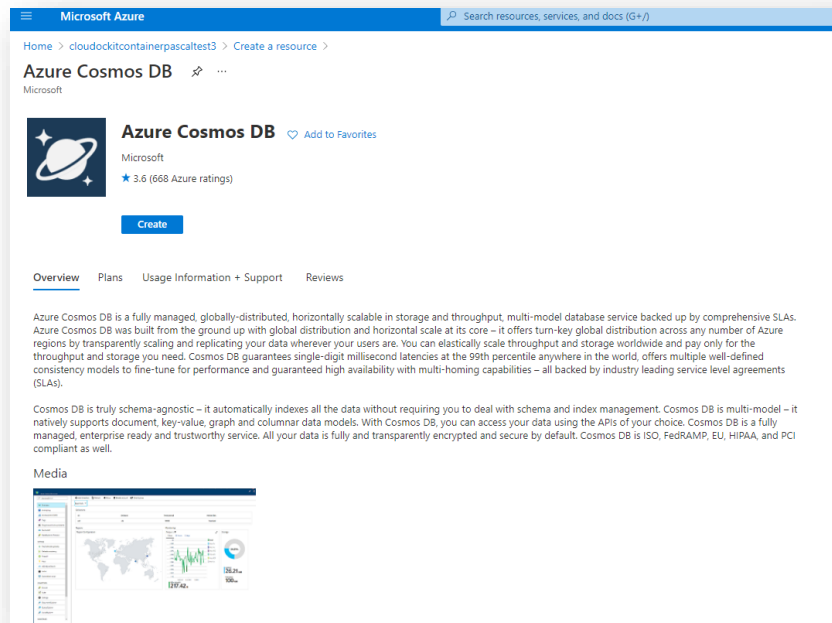 Microsoft Azure
Search resources, services, and docs (G+/)
Home > cloudockitcontainerpascaltest3 > Create a resource >
Azure Cosmos DB ...
Microsoft
Azure Cosmos DB Add to Favorites
Microsoft
3.6 (668 Azure ratings)
Create
Overview Plans Usage Information + Support Reviews
Azure Cosmos DB is a fully managed, globally-distributed, horizontally scalable in storage and throughput, multi-model database service backed up by comprehensive SLAs.
Azure Cosmos DB was built from the ground up with global distribution and horizontal scale at its core – it offers turn-key global distribution across any number of Azure
regions by transparently scaling and replicating your data wherever your users are. You can elastically scale throughput and storage worldwide and pay only for the
throughput and storage you need. Cosmos DB guarantees single-digit millisecond latencies at the 99th percentile anywhere in the world, offers multiple well-defined
consistency models to fine-tune for performance and guaranteed high availability with multi-homing capabilities – all backed by industry leading service level agreements
(SLAs).
Cosmos DB is truly schema-agnostic – it automatically indexes all the data without requiring you to deal with schema and index management. Cosmos DB is multi-model – it
natively supports document, key-value, graph and columnar data models. With Cosmos DB, you can access your data using the APIs of your choice. Cosmos DB is a fully
managed, enterprise ready and trustworthy service. All your data is fully and transparently encrypted and secure by default. Cosmos DB is ISO, FedRAMP, EU, HIPAA, and PCI
compliant as well.
Media